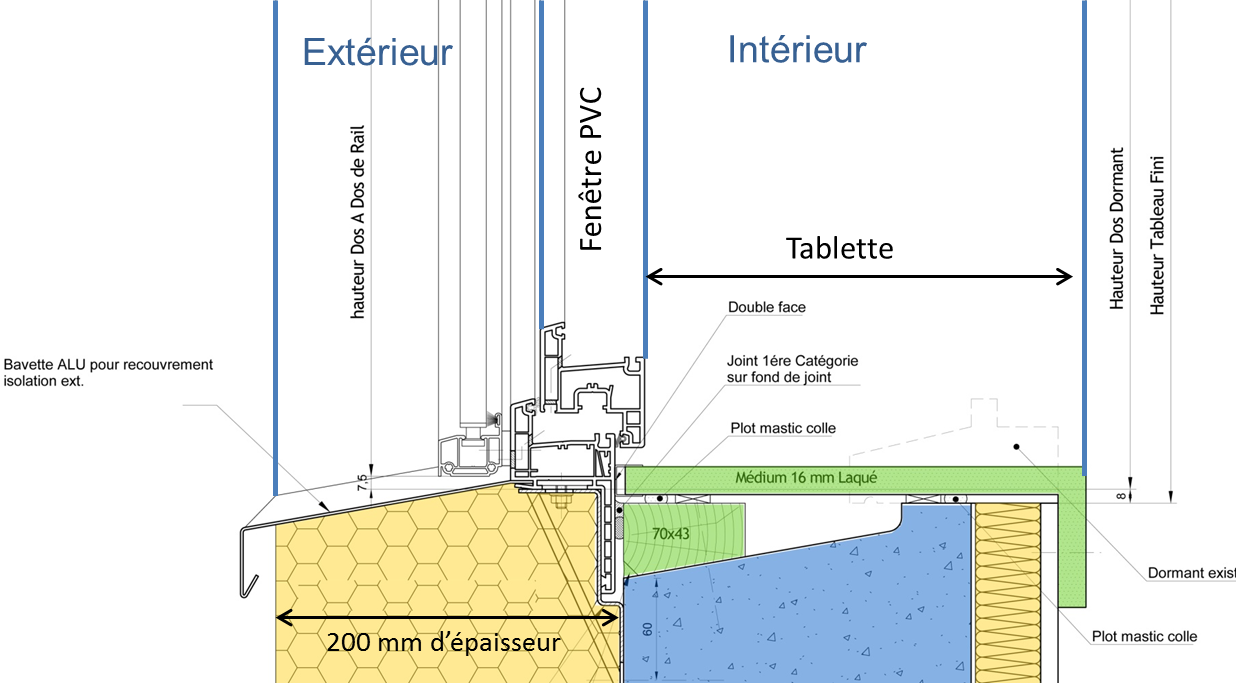 Extérieur
Intérieur
Fenêtre PVC
hauteur Dos A Dos de Rail
Hauteur Dos Dormant
Hauteur Tableau Fini
Tablette
Double face
Bavette ALU pour recouvrement
isolation ext.
Joint 1ére Catégorie
sur fond de joint
Plot mastic colle
7,5
Médium 16 mm Laqué
8
70x43
Dormant exist
60
200 mm d'épaisseur
Plot mastic colle